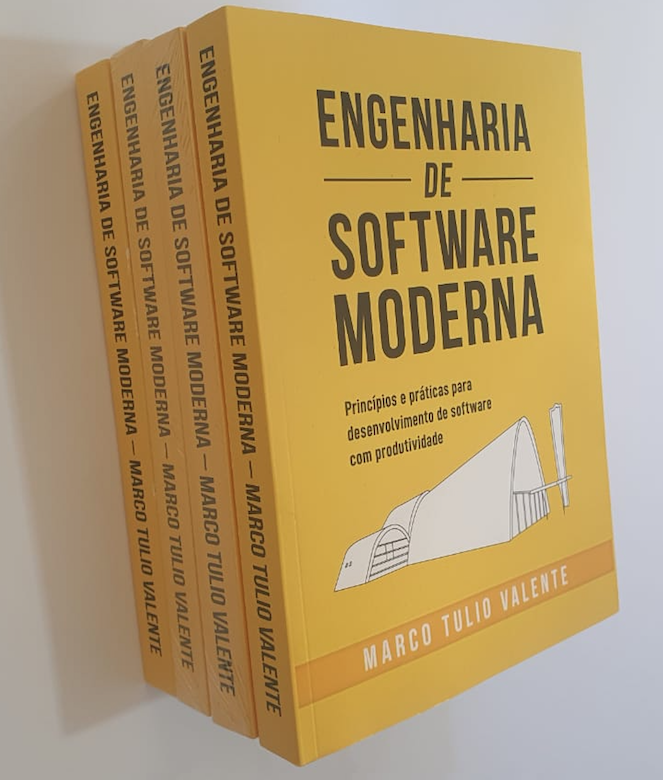 ENGENHARIA DE SOFTWARE MODERNA — MARCO TULIO VALENTE
ENGENHARIA DE SOFTWARE MODERNA — MARCO TULIO VALENTE
ENGENHARIA DE SOFTWARE MODERNA — MARCO TULIO VALENTE
ENGENHARIA DE SOFTWARE MODERNA — MARCO TULIO VALENTE
ENGENHARIA
DE
SOFTWARE
MODERNA
Princípios e práticas para
desenvolvimento de software
com produtividade
MARCO TULIO VALENTE